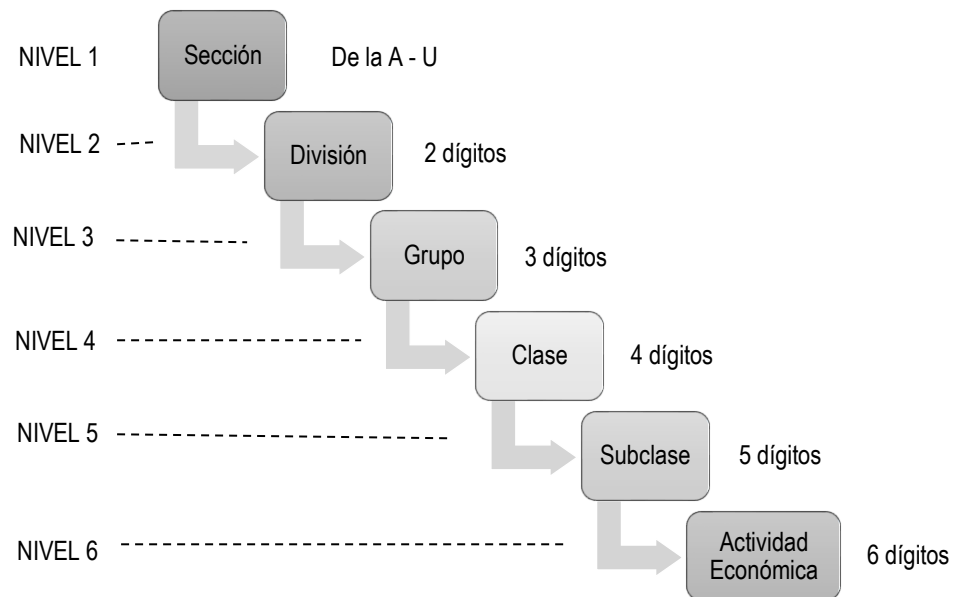 NIVEL 1
Sección
De la A - U
NIVEL 2
División
2 dígitos
NIVEL 3
Grupo
3 dígitos
NIVEL 4
Clase
4 dígitos
NIVEL 5
Subclase
5 dígitos
NIVEL 6
Actividad
Económica
6 dígitos